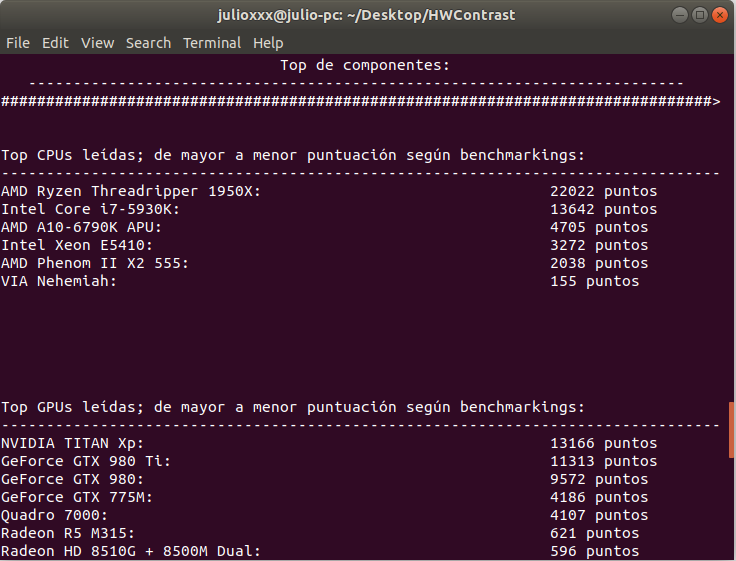 julioxxx@julio-pc: ~/Desktop/HWContrast
File Edit View Search Terminal Help
Top de componentes:
-------------------------------------------------------------------------
###############################################################################>
Top CPUs leídas; de mayor a menor puntuación según benchmarkings:
--------------------------------------------------------------------------------
AMD Ryzen Threadripper 1950X: 22022 puntos
Intel Core i7-5930K: 13642 puntos
AMD A10-6790K APU: 4705 puntos
Intel Xeon E5410: 3272 puntos
AMD Phenom II X2 555: 2038 puntos
VIA Nehemiah: 155 puntos
Top GPUs leídas; de mayor a menor puntuación según benchmarkings:
--------------------------------------------------------------------------------
NVIDIA TITAN Xp: 13166 puntos
GeForce GTX 980 Ti: 11313 puntos
GeForce GTX 980: 9572 puntos
GeForce GTX 775M: 4186 puntos
Quadro 7000: 4107 puntos
Radeon R5 M315: 621 puntos
Radeon HD 8510G + 8500M Dual: 596 puntos